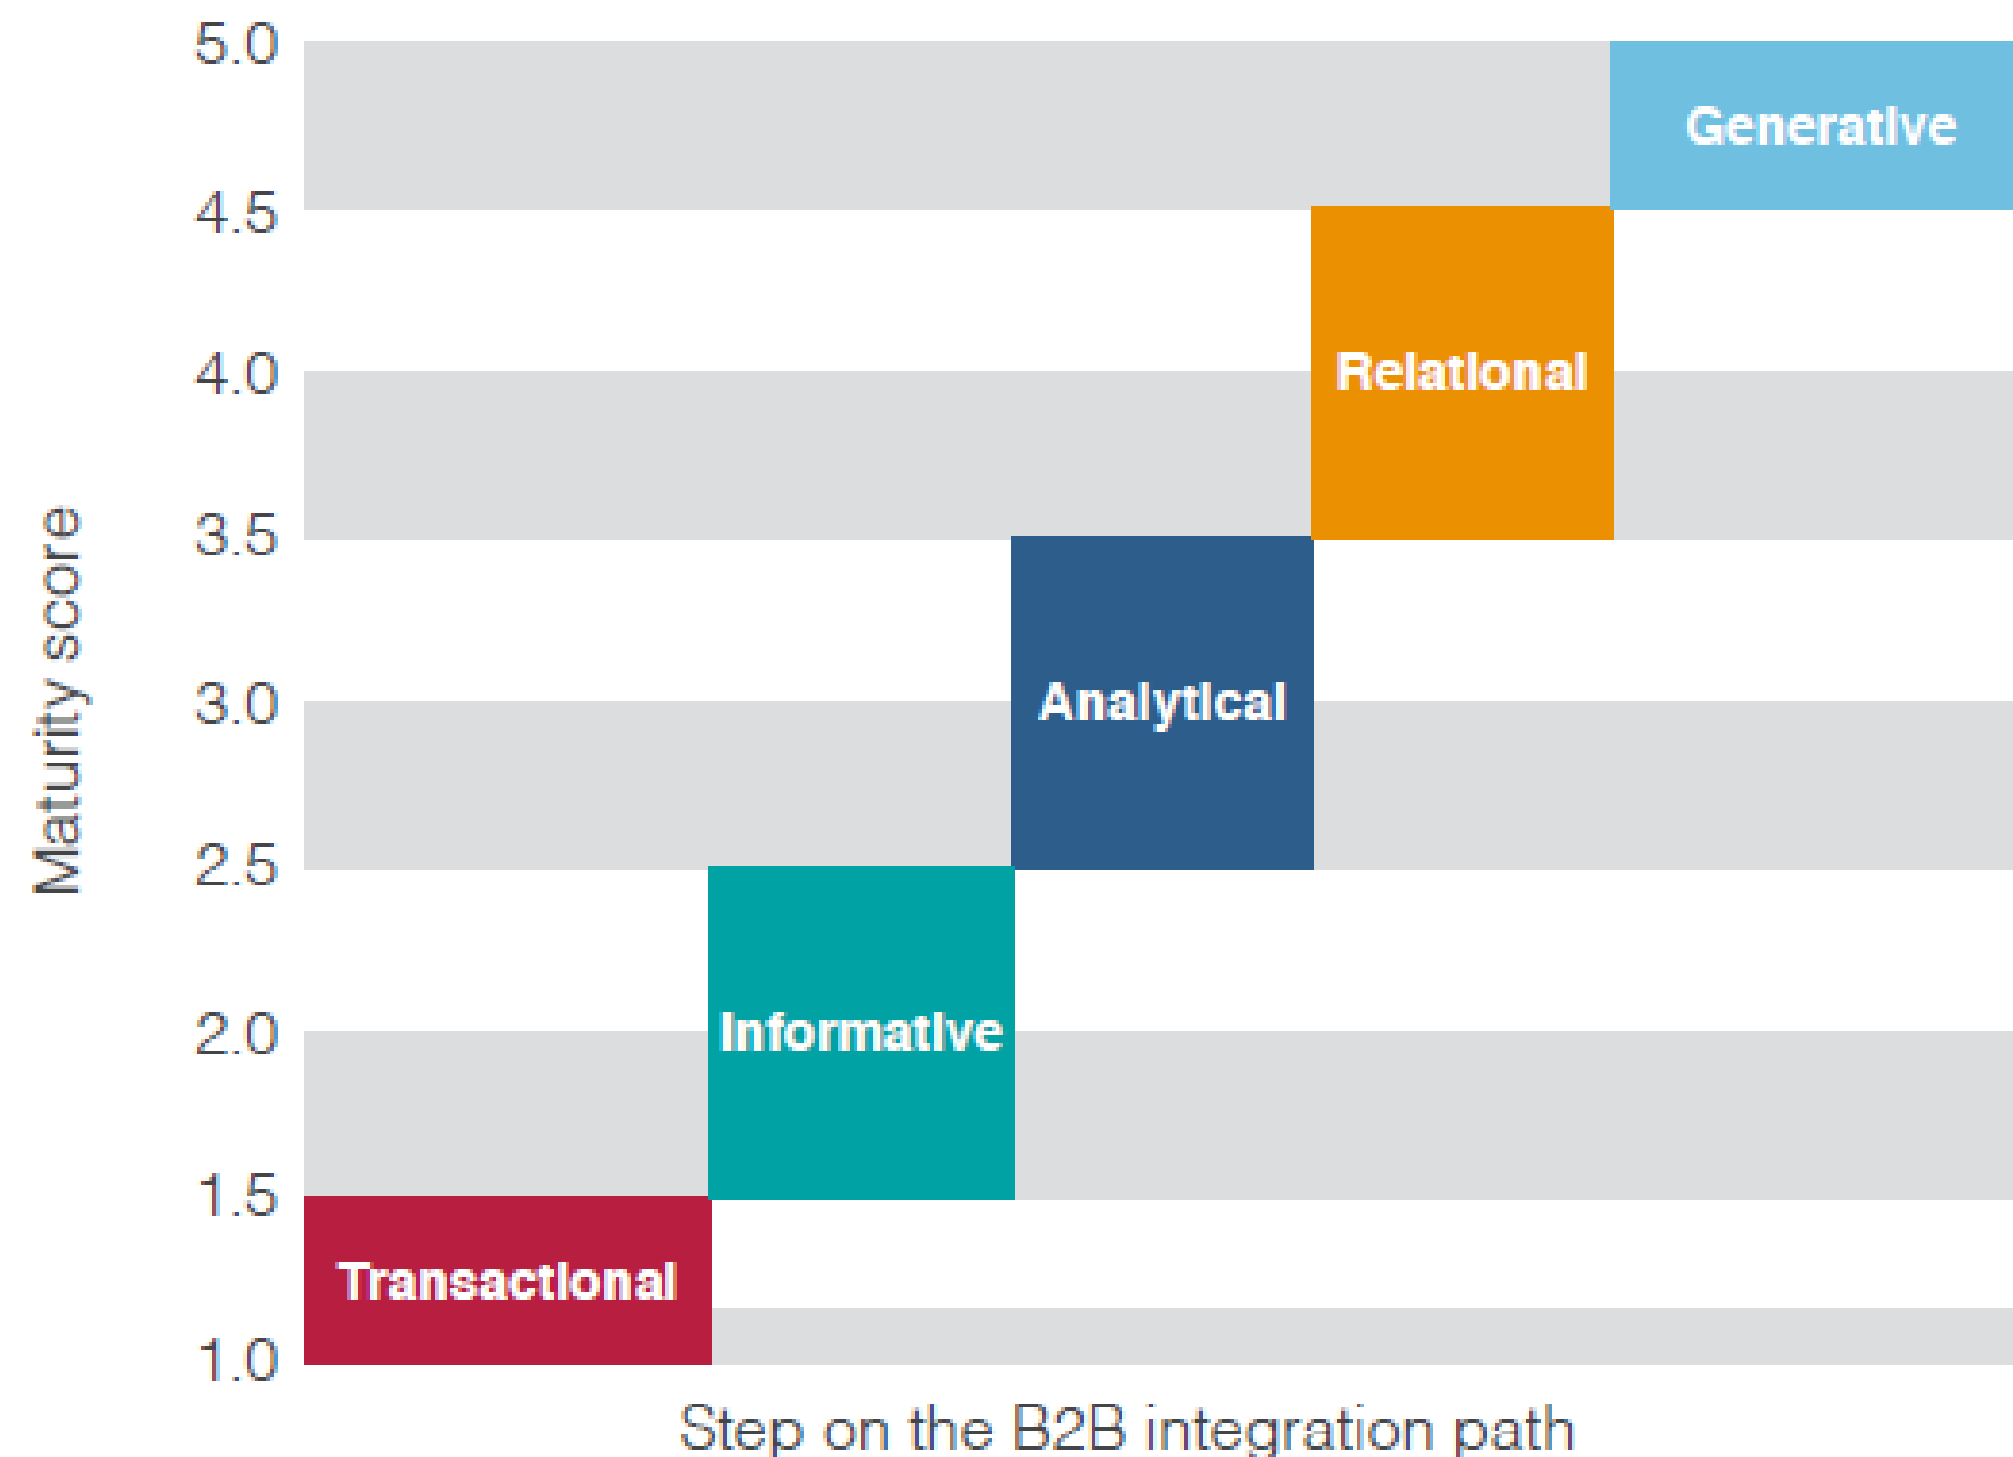 5.0
Generative
4.5
4.0
Relational
3.5
Maturity score
3.0
Analytical
2.5
2.0
Informative
1.5
Transactional
1.0
Step on the B2B integration path